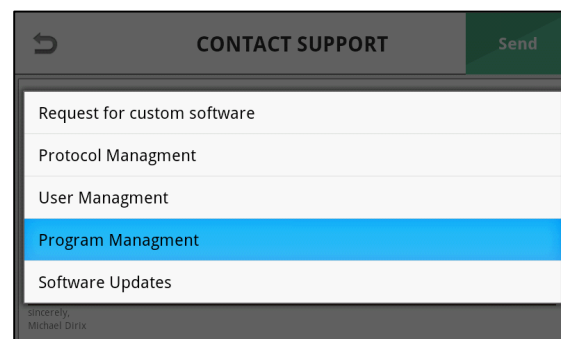 CONTACT SUPPORT
Send
Request for custom software
Protocol Managment
User Managment
Program Managment
Software Updates
sincerely,
Michael Dirix